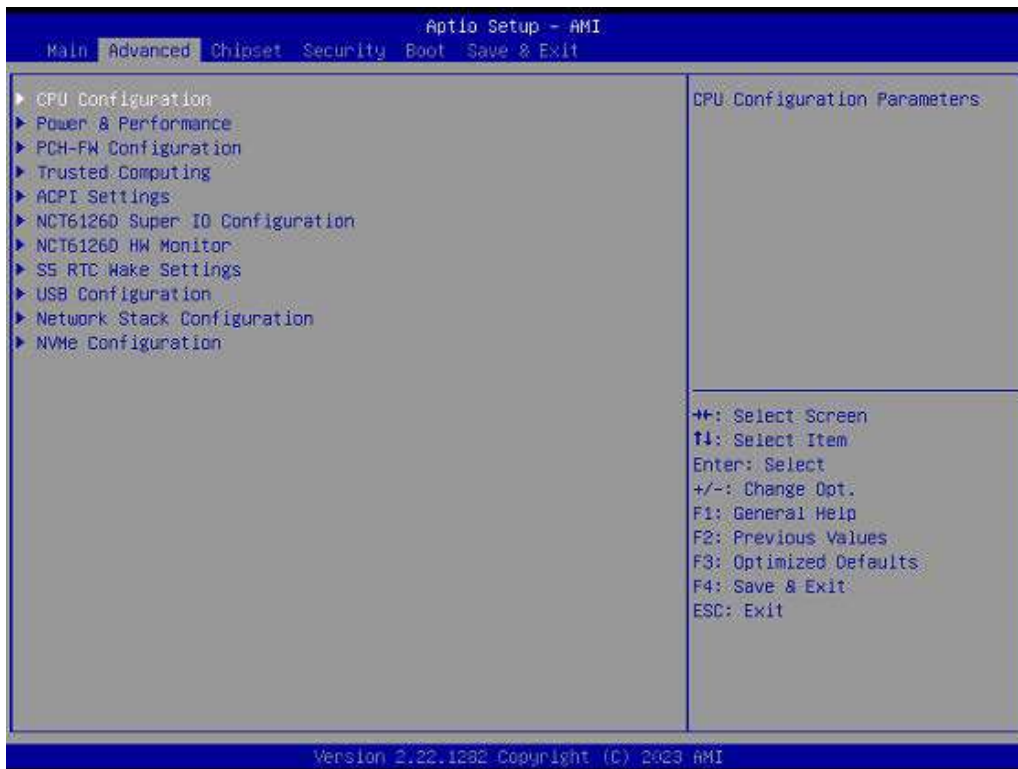 Aptio Setup - AMI
Main Advanced Chipset Security Boot Save & Exit
CPU Configuration
Power & Performance
PCH-FW Configuration
Trusted Computing
ACPI Settings
NCT6126D Super IO Configuration
NCT6126D HW Monitor
S5 RTC Wake Settings
USB Configuration
Network Stack Configuration
NVMe Configuration
CPU Configuration Parameters
→←: Select Screen
↑↓: Select Item
Enter: Select
+/-: Change Opt.
F1: General Help
F2: Previous Values
F3: Optimized Defaults
F4: Save & Exit
ESC: Exit
Version 2.22.1282 Copyright (C) 2023 AMI